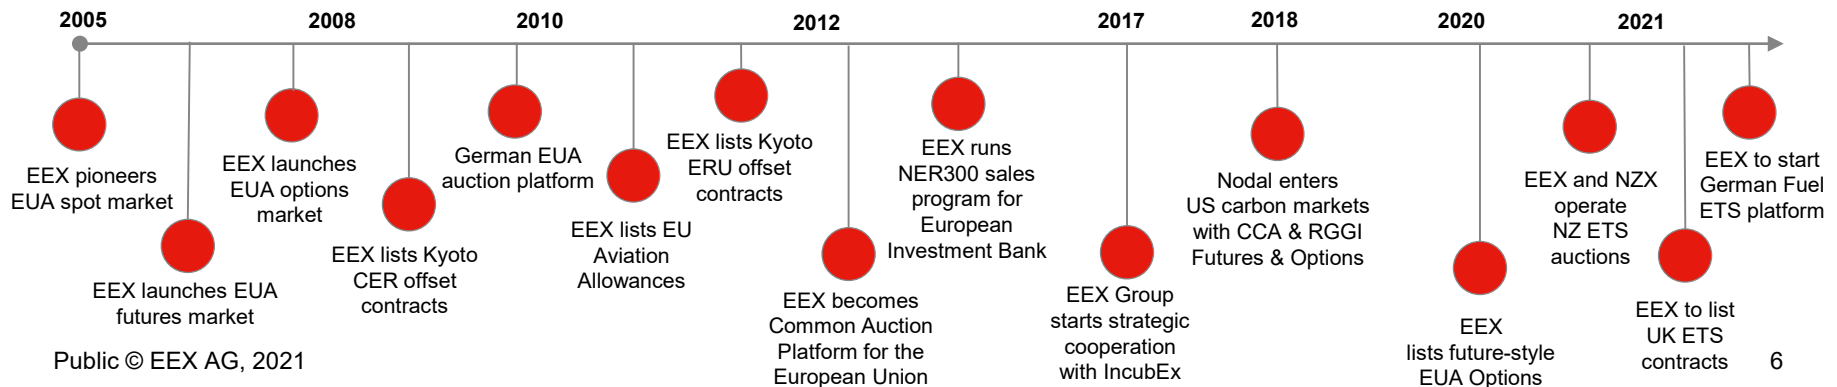 2005
2008
2010
2012
2017
2018
2020
2021
EEX pioneers
EUA spot market
EEX launches EUA
futures market
EEX launches
EUA options
market
EEX lists Kyoto
CER offset
contracts
German EUA
auction platform
EEX lists EU
Aviation
Allowances
EEX lists Kyoto
ERU offset
contracts
EEX becomes
Common Auction
Platform for the
European Union
EEX runs
NER300 sales
program for
European
Investment Bank
EEX Group
starts strategic
cooperation
with IncubEx
Nodal enters
US carbon markets
with CCA & RGGI
Futures & Options
EEX
lists future-style
EUA Options
EEX and NZX
operate
NZ ETS
auctions
EEX to list
UK ETS
contracts
EEX to start
German Fuel
ETS platform
Public © EEX AG, 2021
6